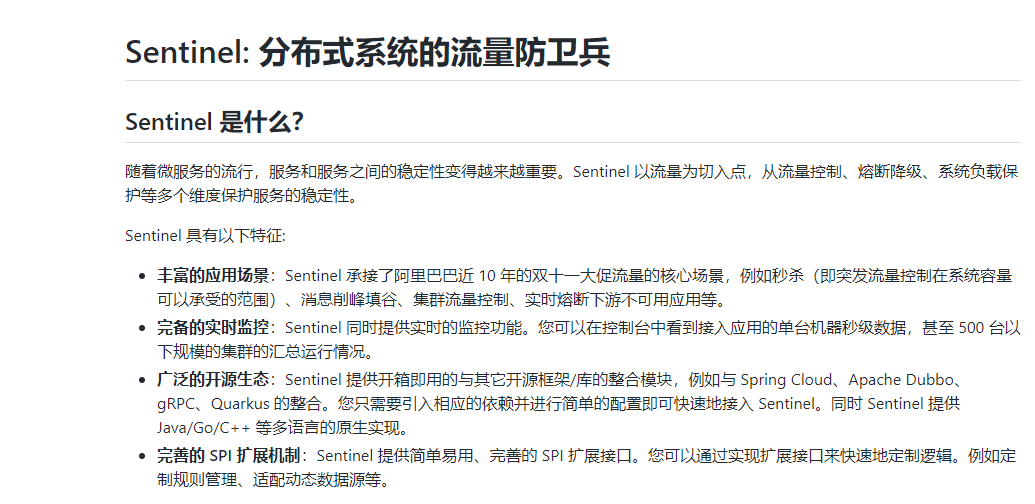 Sentinel: 分布式系统的流量防卫兵
Sentinel 是什么？
随着微服务的流行，服务和服务之间的稳定性变得越来越重要。Sentinel 以流量为切入点，从流量控制、熔断降级、系统负载保
护等多个维度保护服务的稳定性。
Sentinel 具有以下特征:
• 丰富的应用场景：Sentinel 承接了阿里巴巴近 10 年的双十一大促流量的核心场景，例如秒杀（即突发流量控制在系统容量
可以承受的范围）、消息削峰填谷、集群流量控制、实时熔断下游不可用应用等。
• 完备的实时监控：Sentinel 同时提供实时的监控功能。您可以在控制台中看到接入应用的单台机器秒级数据，甚至 500 台以
下规模的集群的汇总运行情况。
• 广泛的开源生态：Sentinel 提供开箱即用的与其它开源框架/库的整合模块，例如与 Spring Cloud、Apache Dubbo、
gRPC、Quarkus 的整合。您只需要引入相应的依赖并进行简单的配置即可快速地接入 Sentinel。同时 Sentinel 提供
Java/Go/C++ 等多语言的原生实现。
• 完善的 SPI 扩展机制：Sentinel 提供简单易用、完善的 SPI 扩展接口。您可以通过实现扩展接口来快速地定制逻辑。例如定
制规则管理、适配动态数据源等。